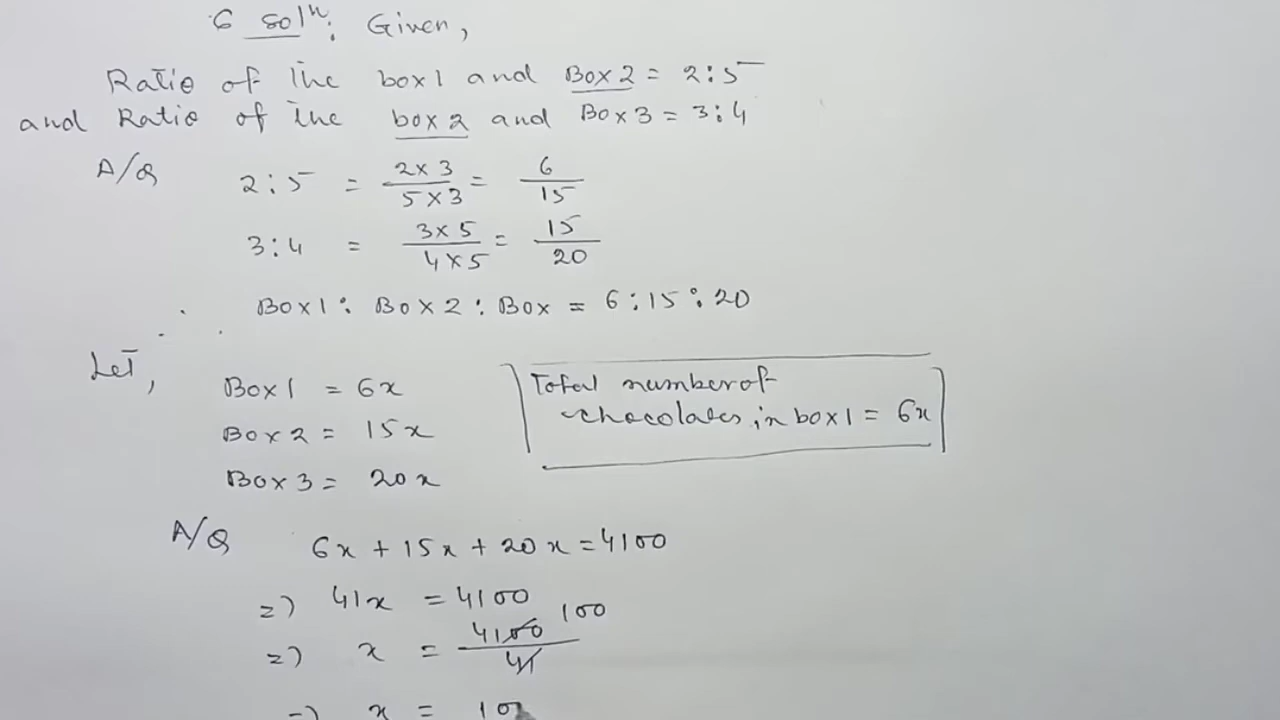 6 solⁿ: Given,
Ratio of the box1 and Box2 = 2:5
and Ratio of the box2 and Box3 = 3:4
A/Q 2:5 = 2×3/5×3 = 6/15
3:4 = 3×5/4×5 = 15/20
Box1 : Box2 : Box = 6:15:20
Let,
Box1 = 6x
Box2 = 15x
Box3 = 20x
Total number of
chocolates in box1 = 6x
A/Q 6x + 15x + 20x = 4100
=) 41x = 4100
=) x = 4100/41 100
=) x = 10